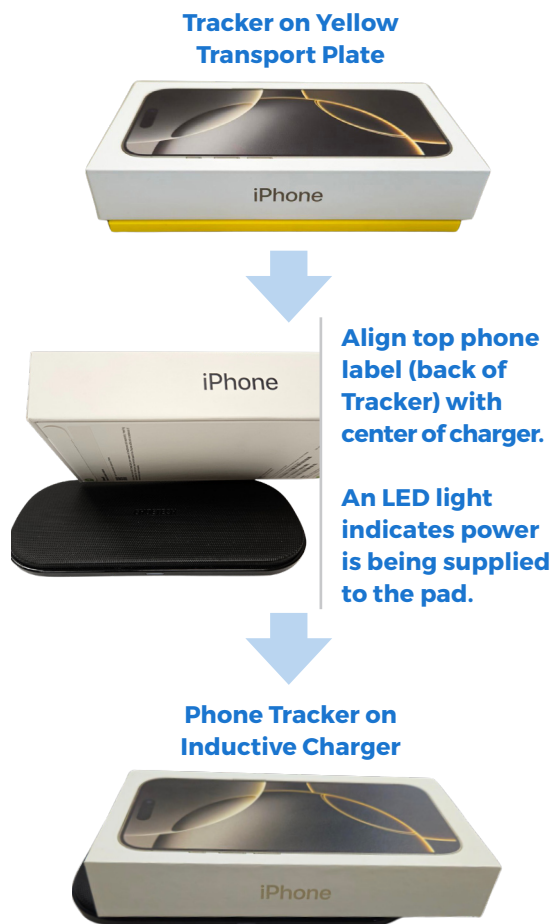 Tracker on Yellow
Transport Plate
iPhone
iPhone
Align top phone
label (back of
Tracker) with
center of charger.
An LED light
indicates power
is being supplied
to the pad.
Phone Tracker on
Inductive Charger
iPhone